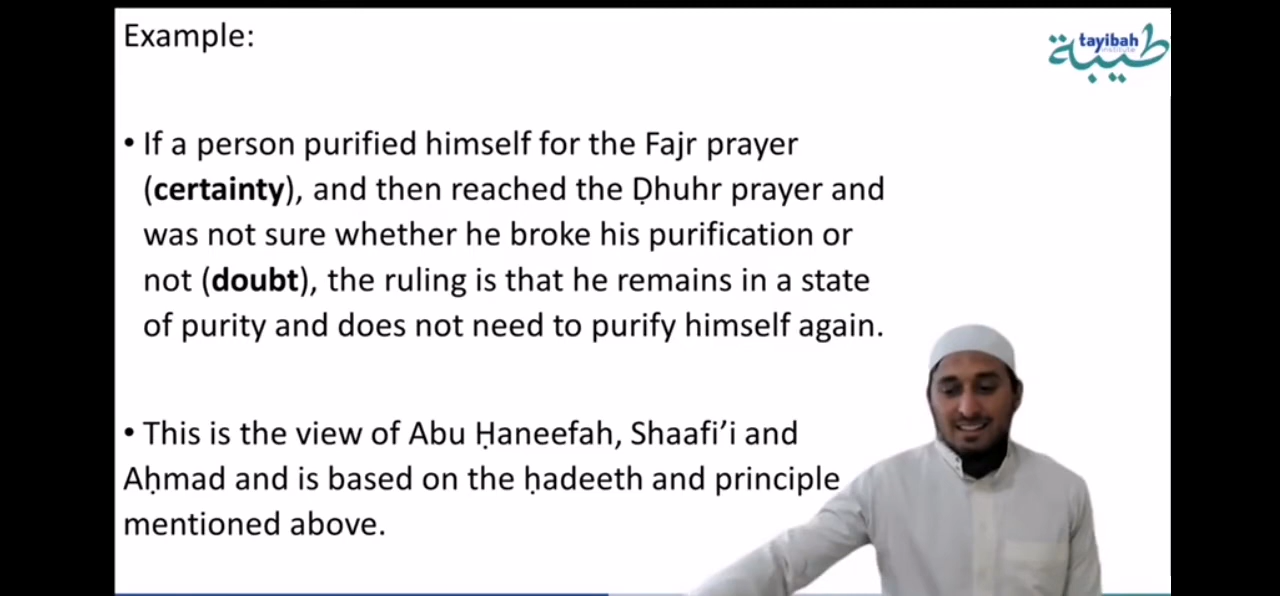 Example:
طيبة
tayibah
institute
• If a person purified himself for the Fajr prayer
(certainty), and then reached the Ḍhuhr prayer and
was not sure whether he broke his purification or
not (doubt), the ruling is that he remains in a state
of purity and does not need to purify himself again.
• This is the view of Abu Ḥaneefah, Shaafi’i and
Aḥmad and is based on the ḥadeeth and principle
mentioned above.